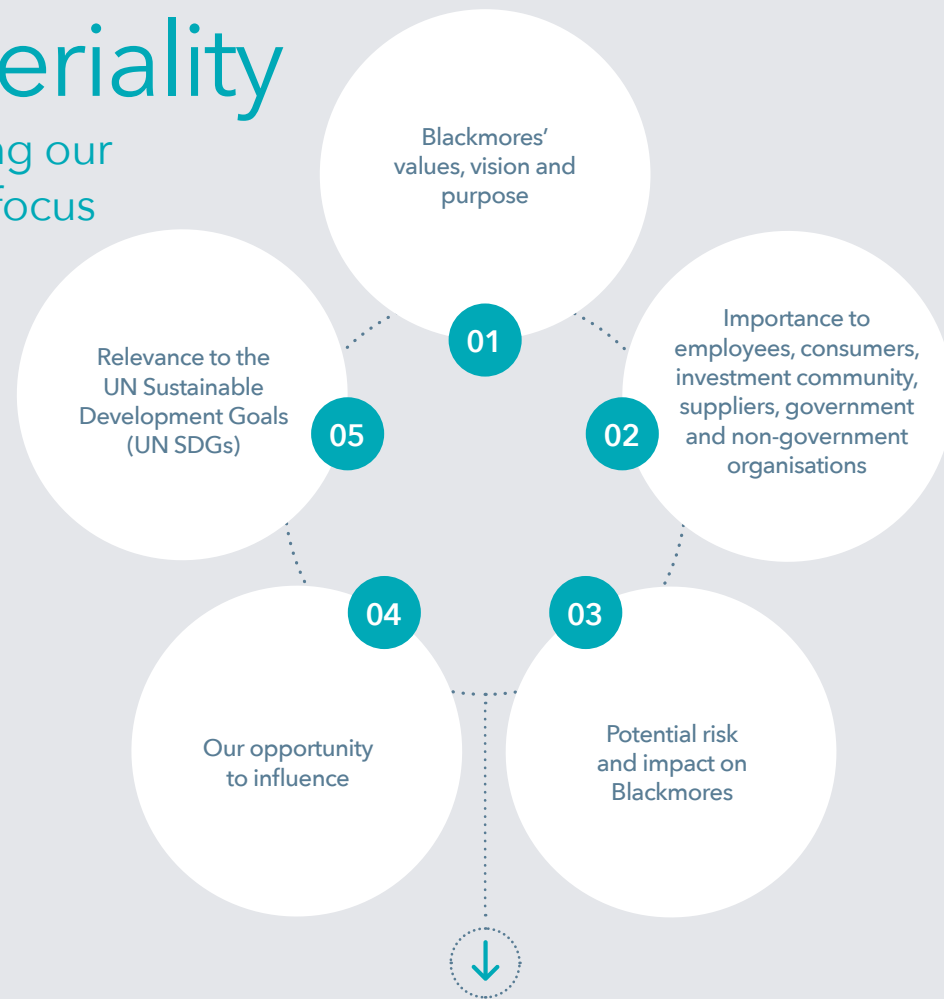 eriality
ng our
focus
Blackmores'
values, vision and
purpose
01
Importance to
employees, consumers,
investment community,
suppliers, government
and non-government
organisations
02
Potential risk
and impact on
Blackmores
03
Our opportunity
to influence
04
Relevance to the
UN Sustainable
Development Goals
(UN SDGs)
05